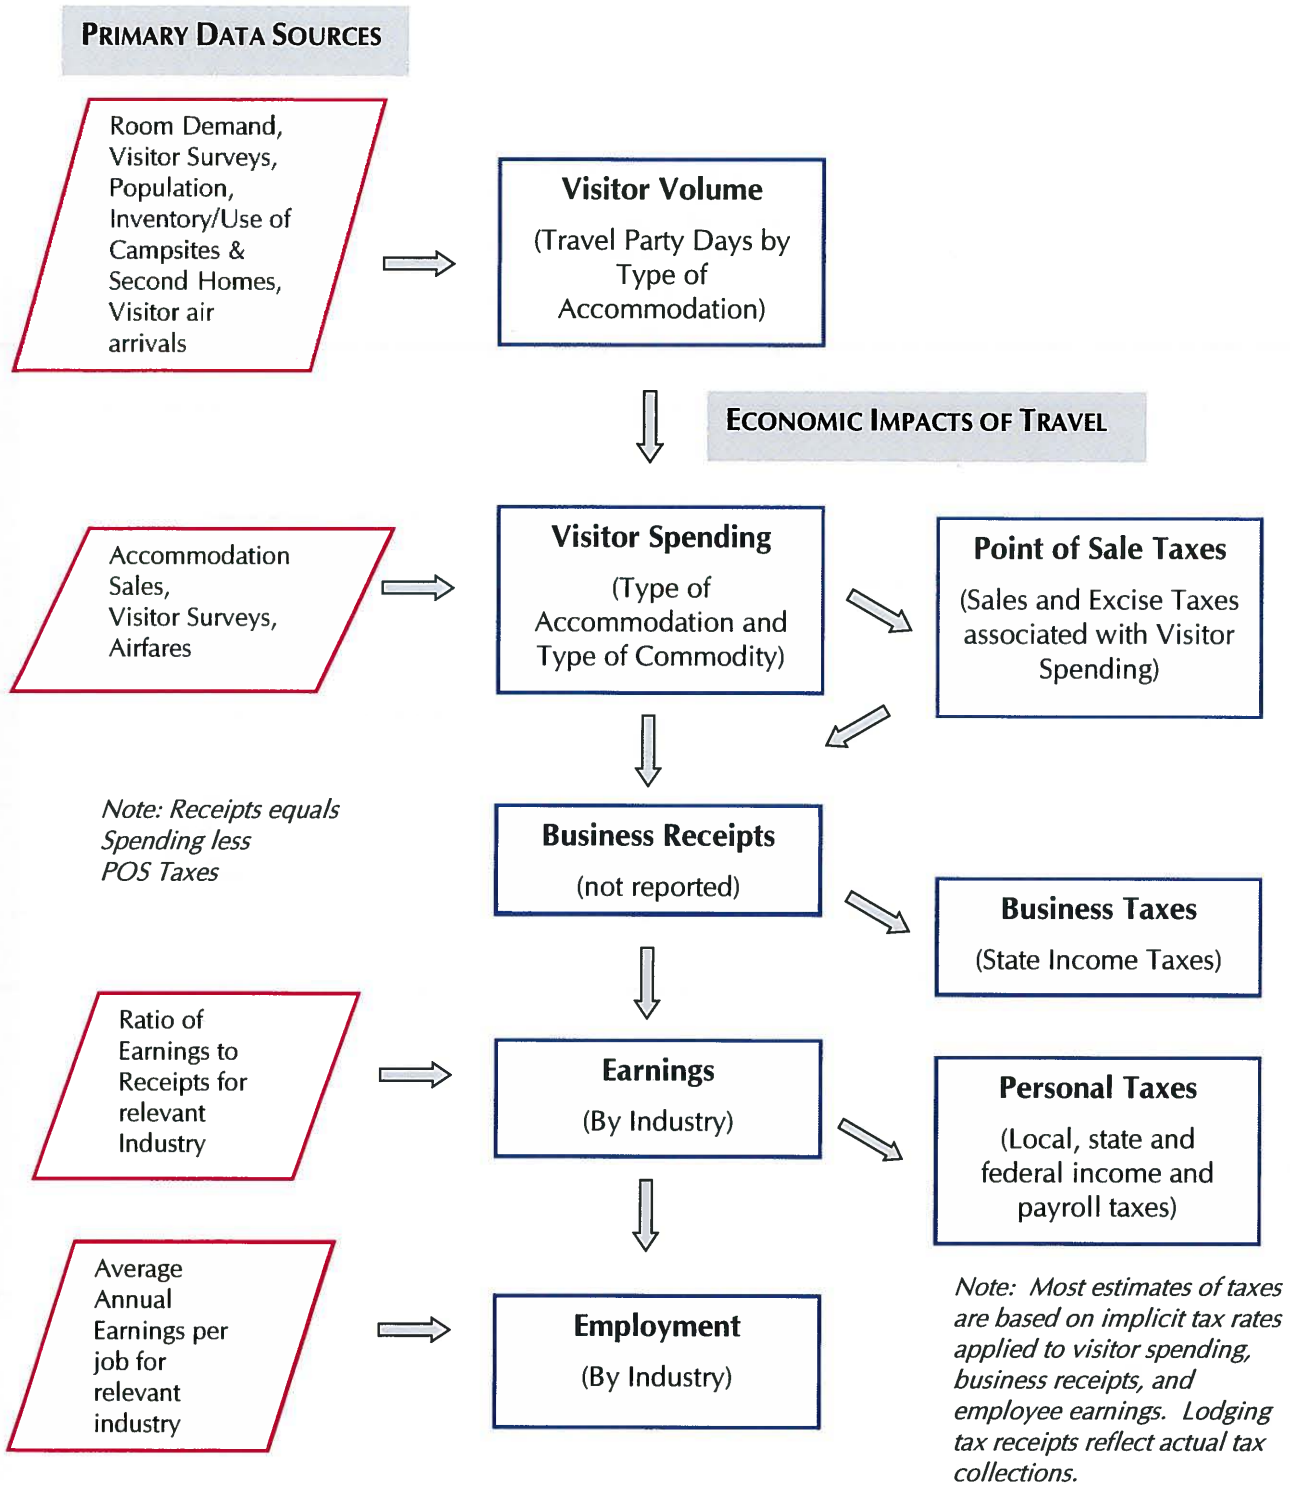 PRIMARY DATA SOURCES
Room Demand,
Visitor Surveys,
Population,
Inventory/Use of
Campsites &
Second Homes,
Visitor air
arrivals
Visitor Volume
(Travel Party Days by
Type of
Accommodation)
ECONOMIC IMPACTS OF TRAVEL
Accommodation
Sales,
Visitor Surveys,
Airfares
Visitor Spending
(Type of
Accommodation and
Type of Commodity)
Point of Sale Taxes
(Sales and Excise Taxes
associated with Visitor
Spending)
Note: Receipts equals
Spending less
POS Taxes
Business Receipts
(not reported)
Business Taxes
(State Income Taxes)
Ratio of
Earnings to
Receipts for
relevant
Industry
Earnings
(By Industry)
Personal Taxes
(Local, state and
federal income and
payroll taxes)
Average
Annual
Earnings per
job for
relevant
industry
Employment
(By Industry)
Note: Most estimates of taxes
are based on implicit tax rates
applied to visitor spending,
business receipts, and
employee earnings. Lodging
tax receipts reflect actual tax
collections.